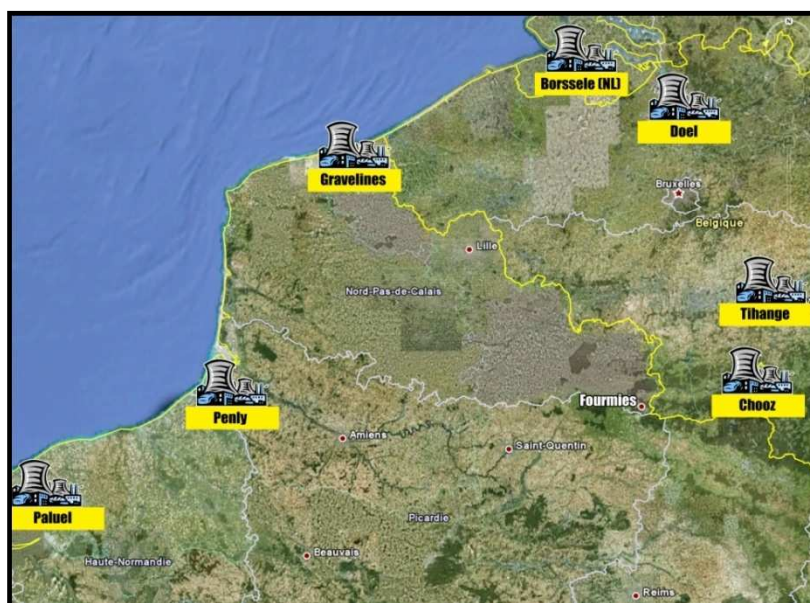 Borssele (NL)
Doel
Gravelines
Bruxelles
Belgique
Lille
Tihange
Nord-Pas-de-Calais
Chooz
Fourmies
Penly
Amiens
Saint-Quentin
Paluel
Picardie
Beauvais
Haute-Normandie
Reims